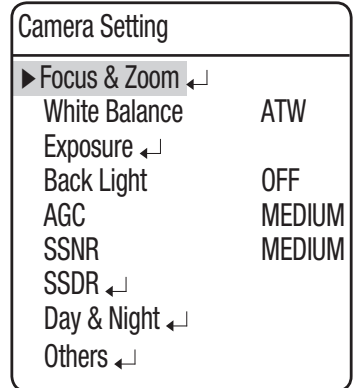 Camera Setting
▶Focus & Zoom ↵
White Balance ATW
Exposure ↵
Back Light OFF
AGC MEDIUM
SSNR MEDIUM
SSDR ↵
Day & Night ↵
Others ↵